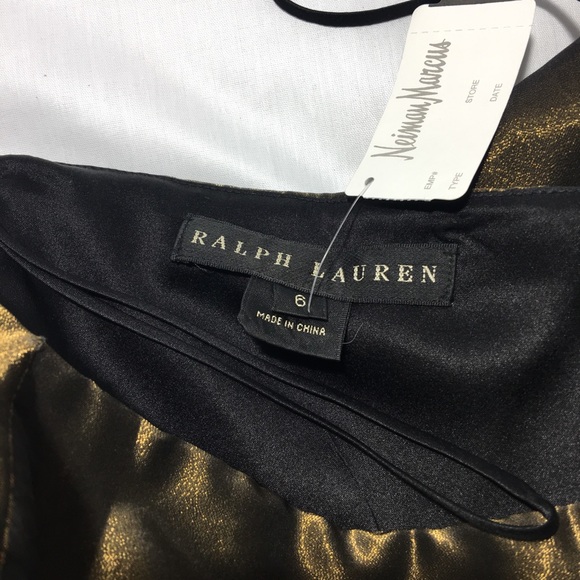 Neiman Marcus
EMP#
STORE
TYPE
DATE
RALPH LAUREN
6
MADE IN CHINA